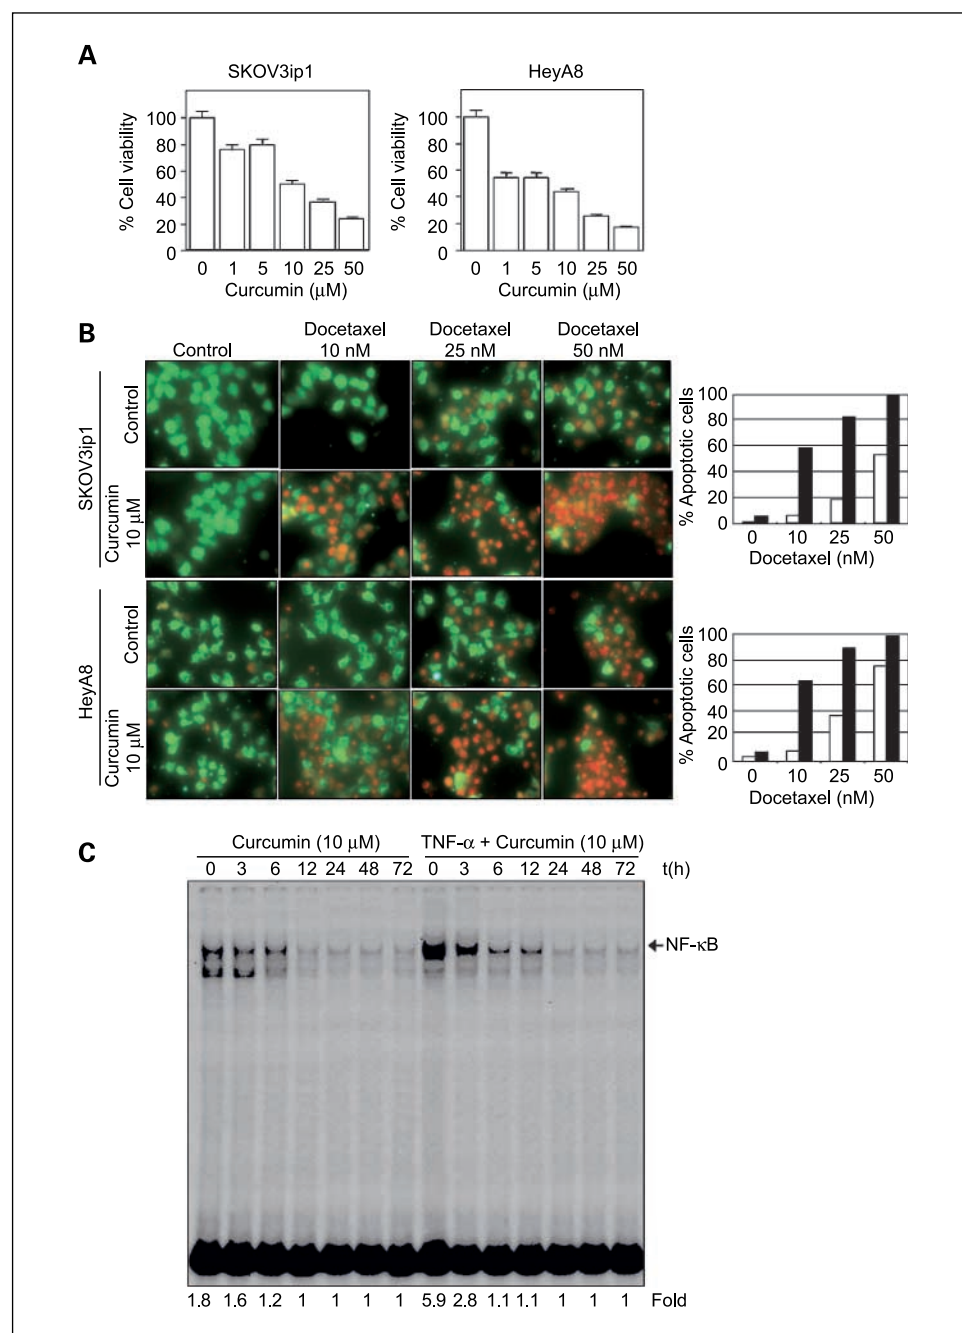 A
SKOV3ip1
HeyA8
% Cell viability
100
80
60
40
20
0
0 1 5 10 25 50
Curcumin (µM)
% Cell viability
100
80
60
40
20
0
0 1 5 10 25 50
Curcumin (µM)
B
Control
Docetaxel
10 nM
Docetaxel
25 nM
Docetaxel
50 nM
SKOV3ip1
Control
Curcumin
10 µM
HeyA8
Control
Curcumin
10 µM
% Apoptotic cells
100
80
60
40
20
0
0 10 25 50
Docetaxel (nM)
% Apoptotic cells
100
80
60
40
20
0
0 10 25 50
Docetaxel (nM)
C
Curcumin (10 µM)
TNF-α + Curcumin (10 µM)
0 3 6 12 24 48 72 0 3 6 12 24 48 72 t(h)
NF-κB
1.8 1.6 1.2 1 1 1 1 5.9 2.8 1.1 1.1 1 1 1 Fold